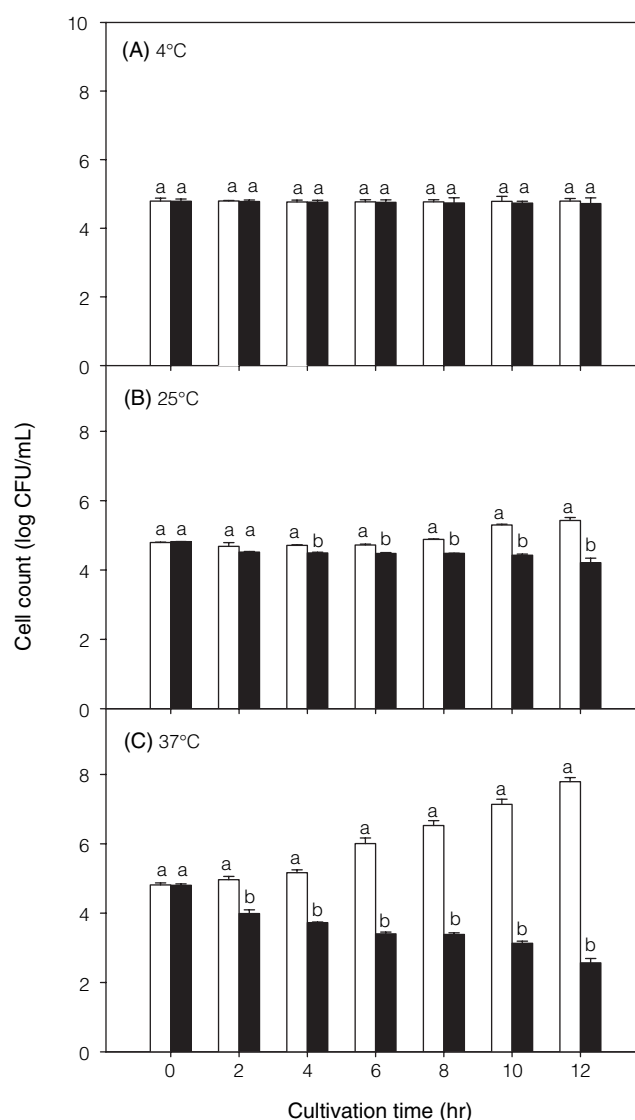 10
(A) 4°C
8
a a a a a a a a a a a a a a
6
4
2
0
(B) 25°C
8
a a a a a b a b a b a b a b
6
4
2
0
(C) 37°C
8
a a a b a b a b a b a b a b
6
4
2
0
0 2 4 6 8 10 12
Cultivation time (hr)
Cell count (log CFU/mL)